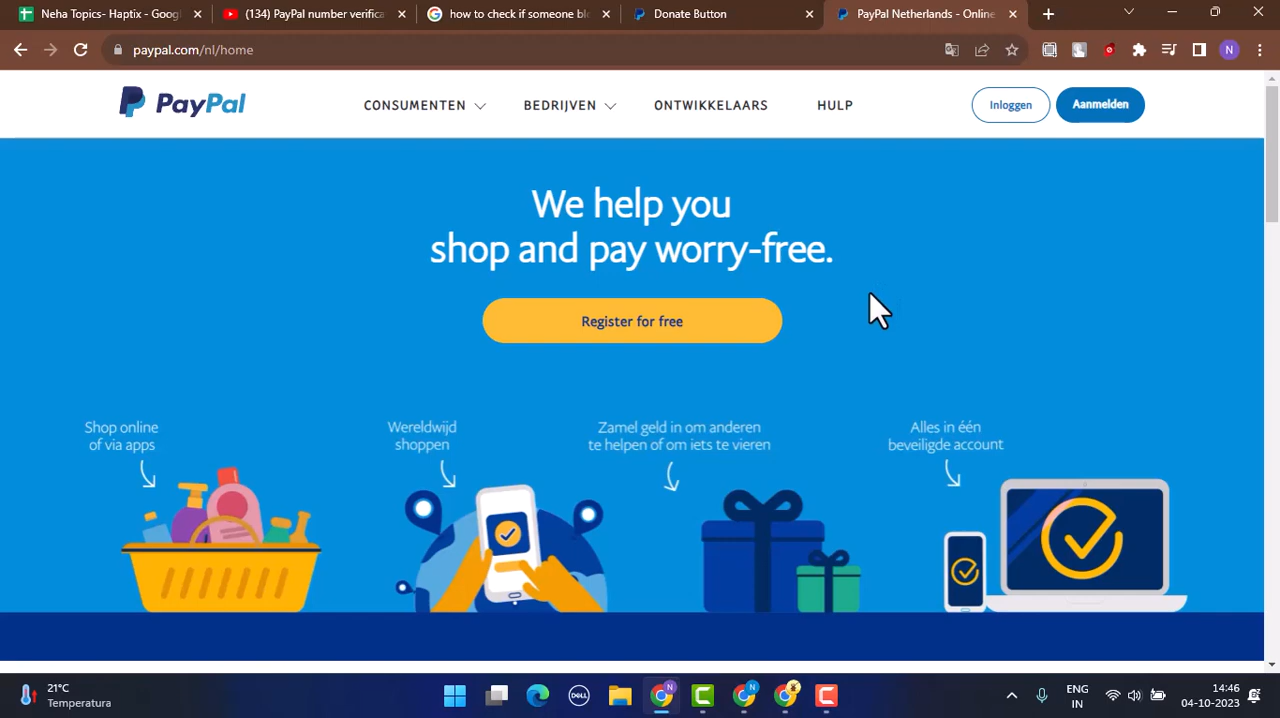 Neha Topics- Haptix - Googl
(134) PayPal number verifica
how to check if someone blo
Donate Button
PayPal Netherlands - Online
paypal.com/nl/home
N
PayPal
CONSUMENTEN
BEDRIJVEN
ONTWIKKELAARS
HULP
Inloggen
Aanmelden
We help you
shop and pay worry-free.
Register for free
Shop online
of via apps
Wereldwijd
shoppen
Zamel geld in om anderen
te helpen of om iets te vieren
Alles in één
beveiligde account
21°C
Temperatura
DELL
N
N
ENG
IN
14:46
04-10-2023